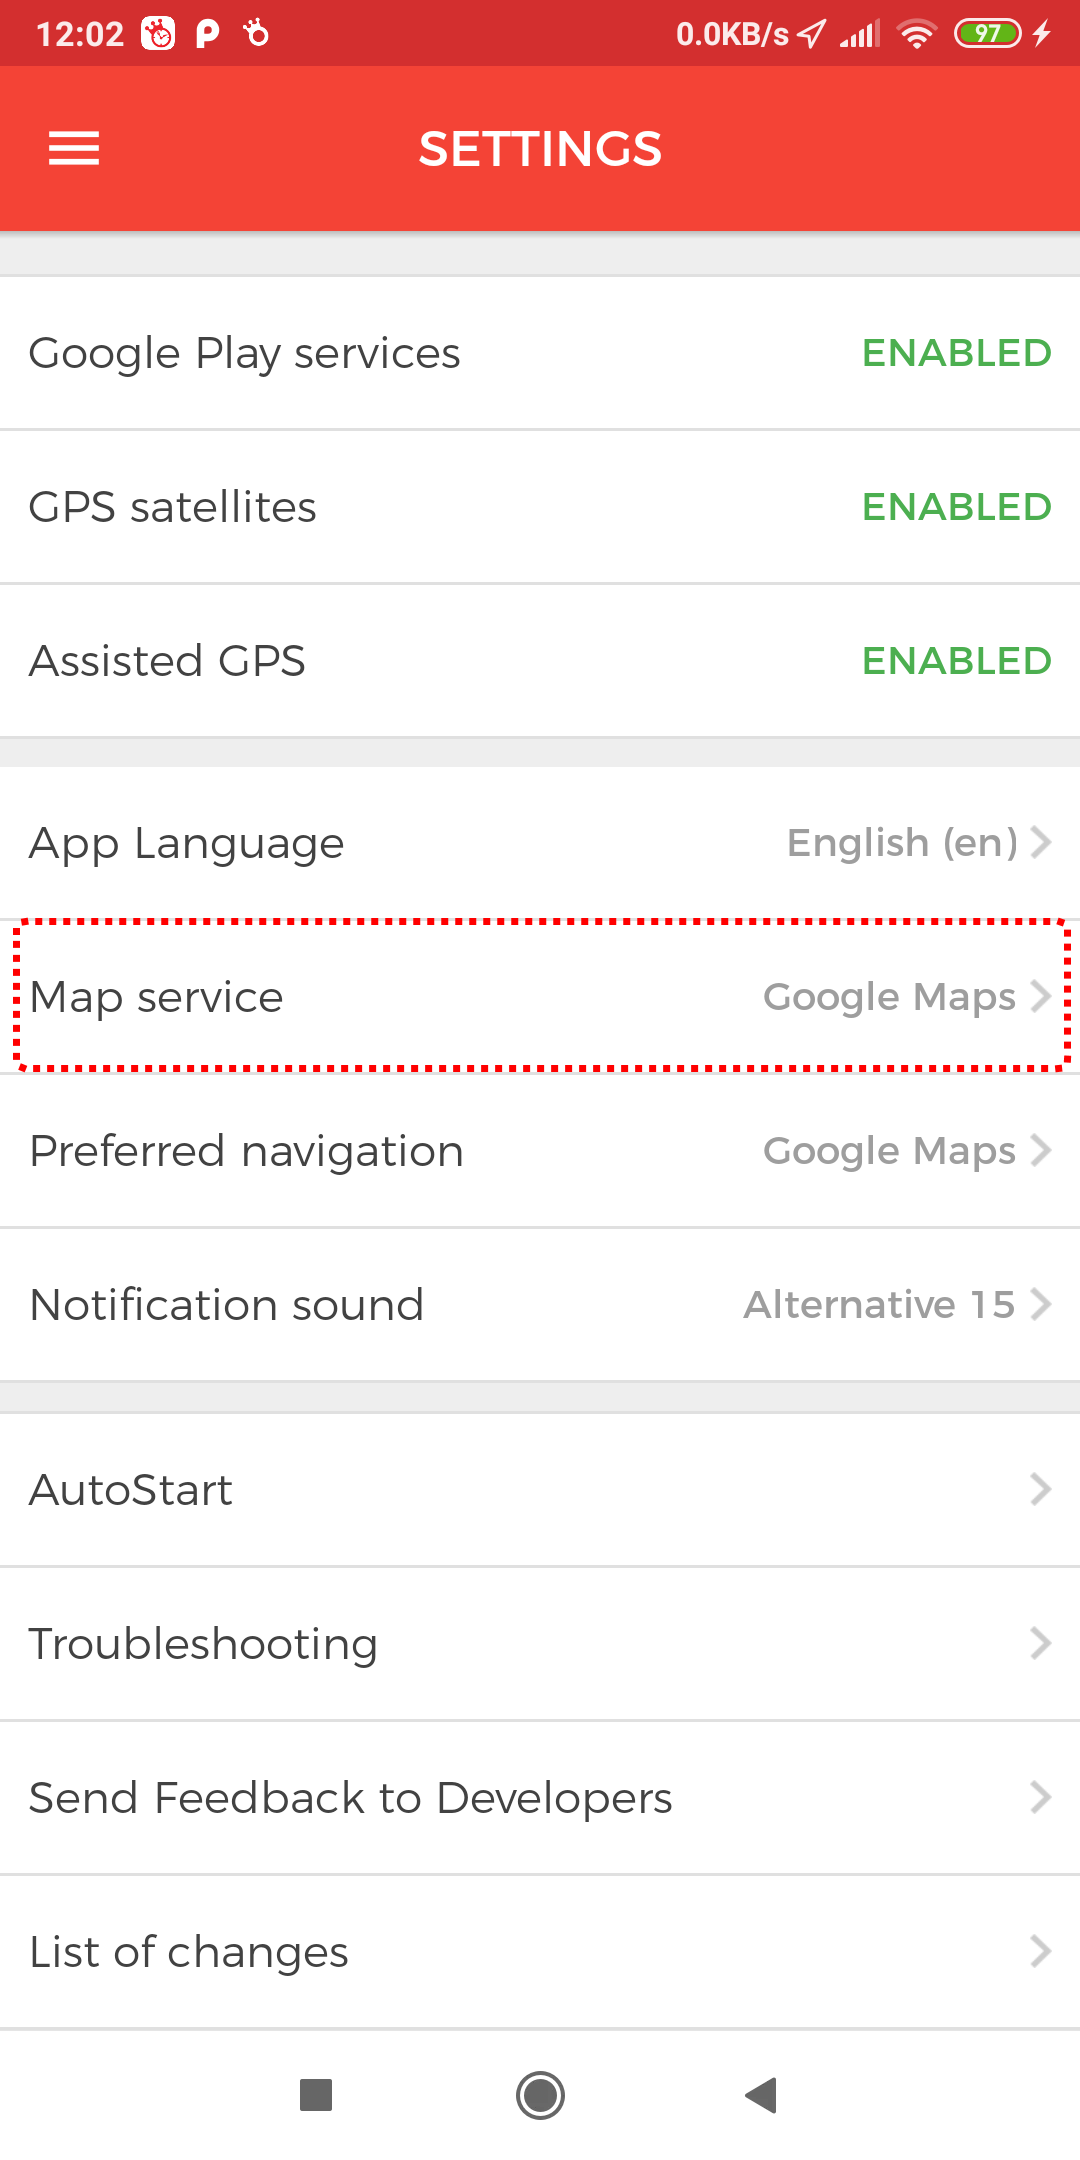 12:02 0.0KB/s 97
SETTINGS
Google Play services ENABLED
GPS satellites ENABLED
Assisted GPS ENABLED
App Language English (en)
Map service Google Maps
Preferred navigation Google Maps
Notification sound Alternative 15
AutoStart
Troubleshooting
Send Feedback to Developers
List of changes